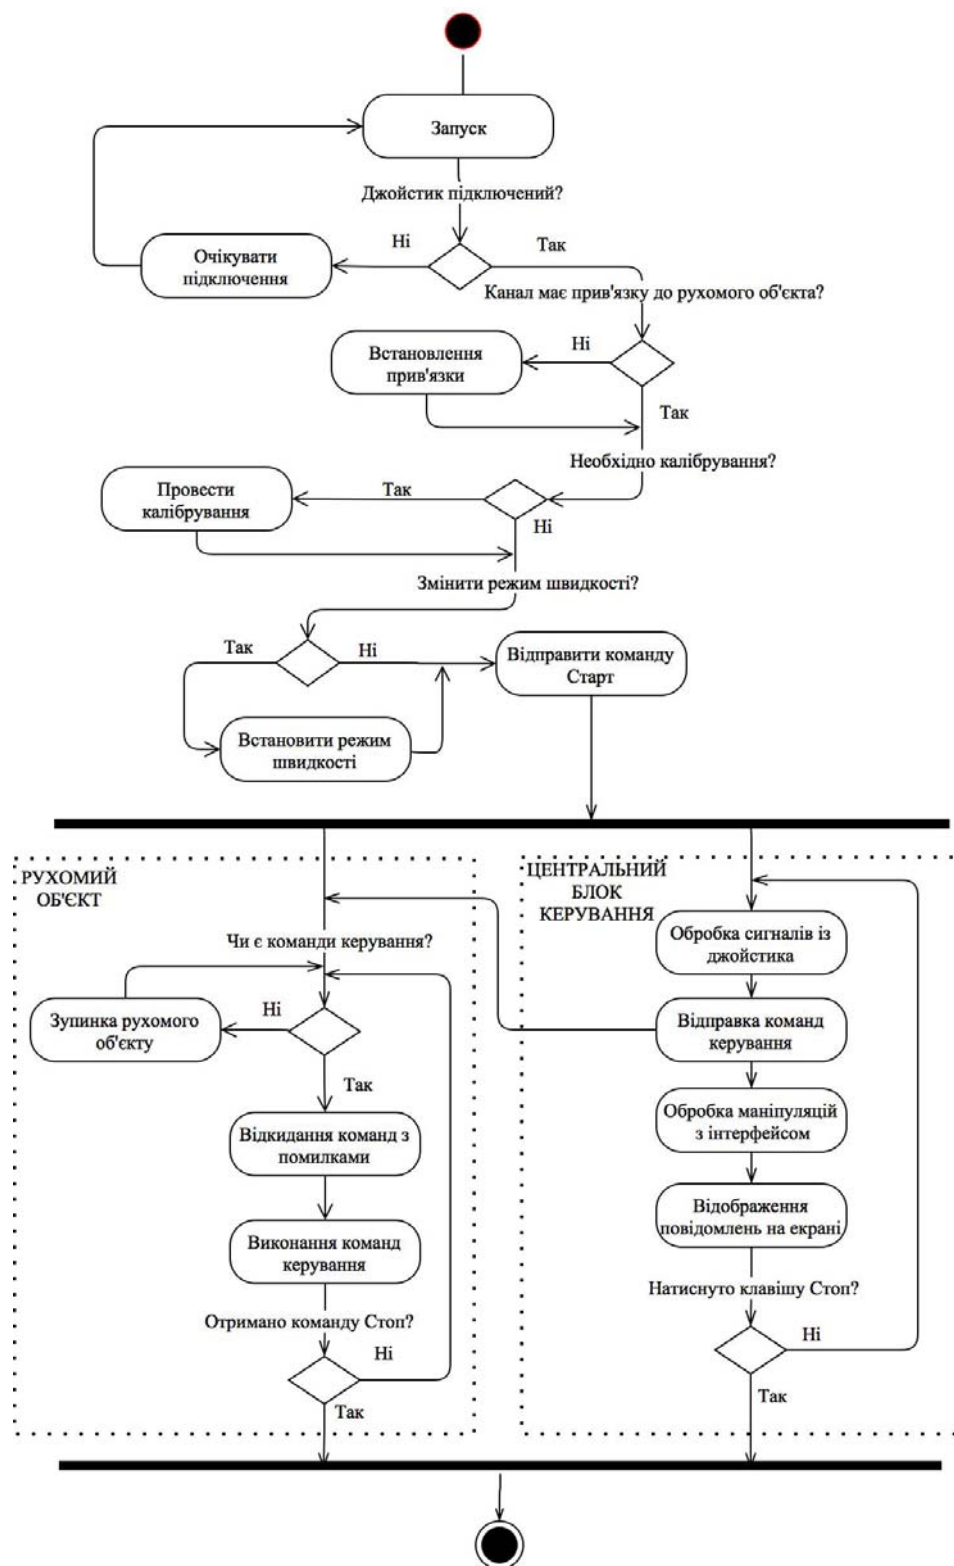 Запуск
Джойстик підключений?
Ні
Так
Очікувати
підключення
Канал має прив'язку до рухомого об'єкта?
Ні
Встановлення
прив'язки
Так
Необхідно калібрування?
Так
Провести
калібрування
Ні
Змінити режим швидкості?
Так
Ні
Відправити команду
Старт
Встановити режим
швидкості
РУХОМИЙ
ОБ'ЄКТ
Чи є команди керування?
Ні
Зупинка рухомого
об'єкту
Так
Відкидання команд з
помилками
Виконання команд
керування
Отримано команду Стоп?
Ні
Так
ЦЕНТРАЛЬНИЙ
БЛОК
КЕРУВАННЯ
Обробка сигналів із
джойстика
Відправка команд
керування
Обробка маніпуляцій
з інтерфейсом
Відображення
повідомлень на екрані
Натиснуто клавішу Стоп?
Ні
Так